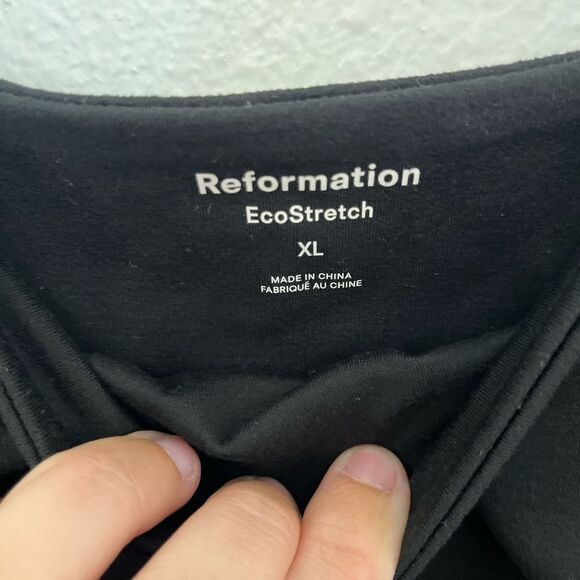 Reformation
EcoStretch
XL
MADE IN CHINA
FABRIQUÉ AU CHINE